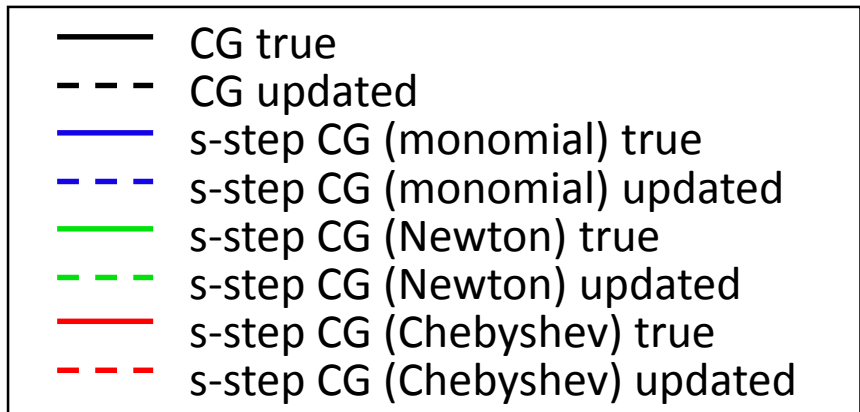 CG true
CG updated
s-step CG (monomial) true
s-step CG (monomial) updated
s-step CG (Newton) true
s-step CG (Newton) updated
s-step CG (Chebyshev) true
s-step CG (Chebyshev) updated